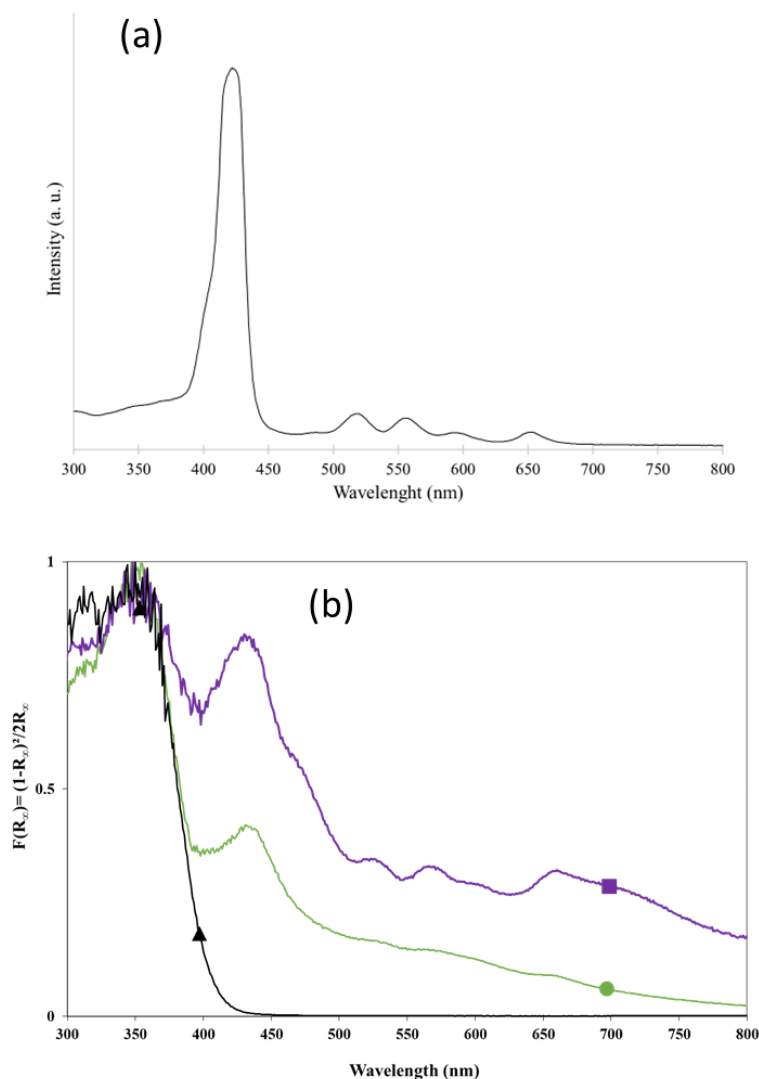 (a)
Intensity (a. u.)
300 350 400 450 500 550 600 650 700 750 800
Wavelenght (nm)
(b)
1
0.5
0
F(R∞)= (1-R∞)²/2R∞
300 350 400 450 500 550 600 650 700 750 800
Wavelength (nm)